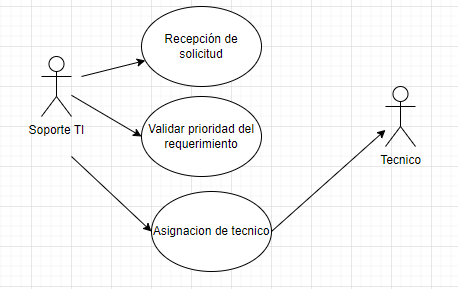 Recepción de
solicitud
Soporte TI
Validar prioridad del
requerimiento
Tecnico
Asignacion de tecnico